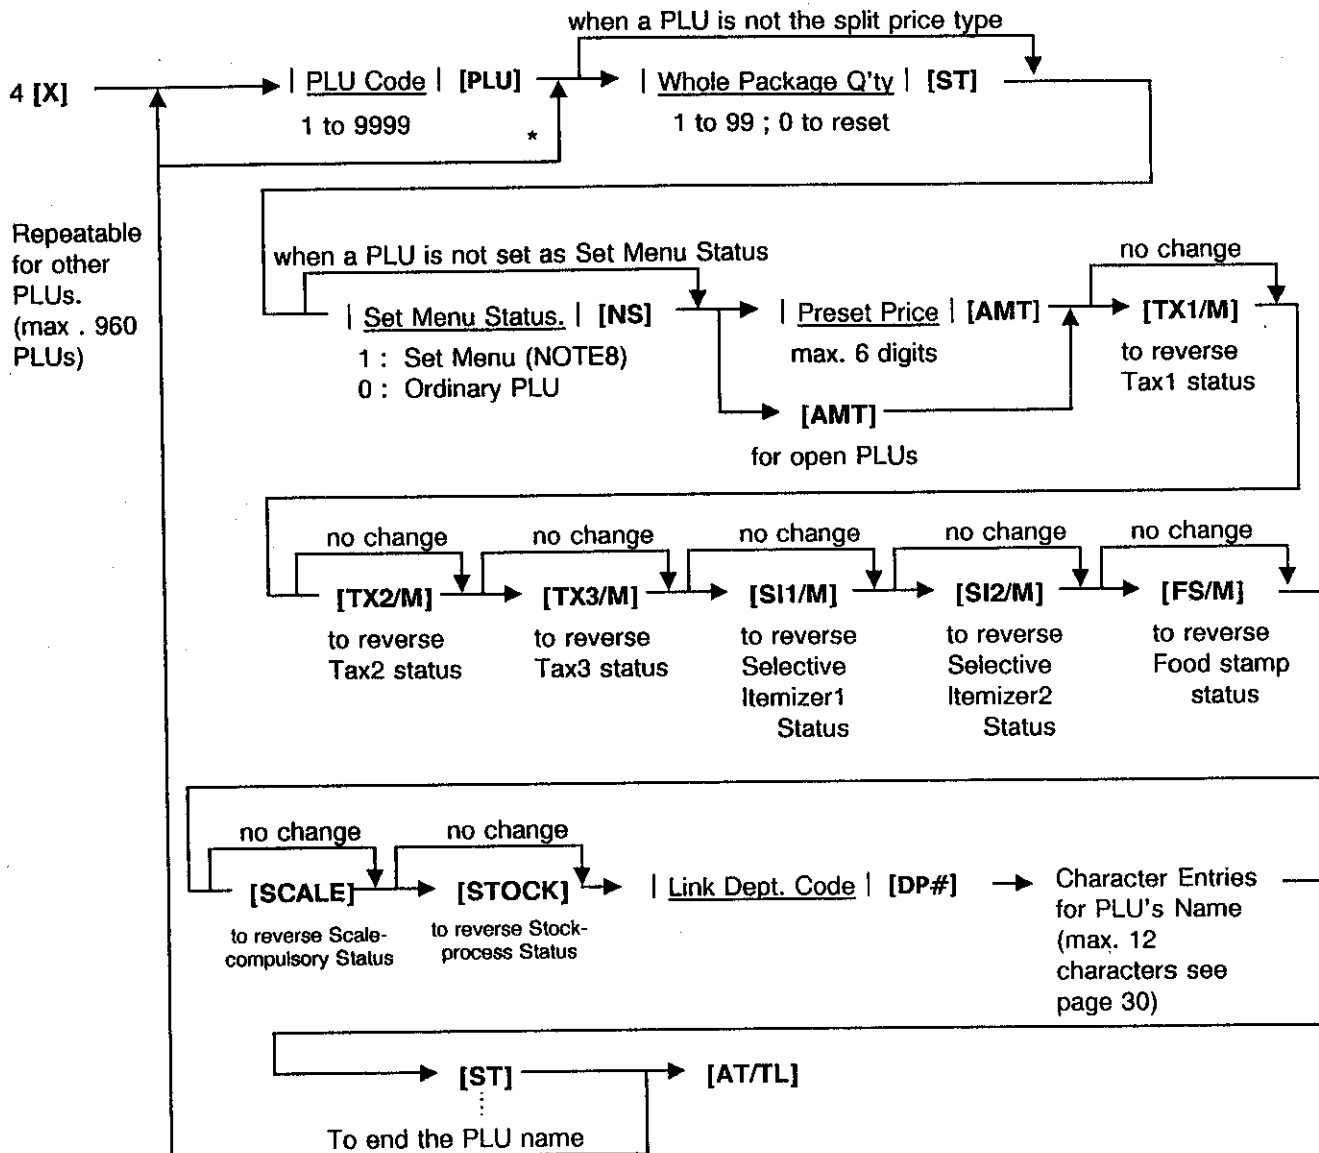 when a PLU is not the split price type
4 [X]
| PLU Code | [PLU]
| Whole Package Q'ty | [ST]
1 to 9999
*
1 to 99 ; 0 to reset
Repeatable
for other
PLUs.
(max . 960
PLUs)
when a PLU is not set as Set Menu Status
no change
| Set Menu Status. | [NS]
| Preset Price | [AMT]
[TX1/M]
1 : Set Menu (NOTE8)
0 : Ordinary PLU
max. 6 digits
to reverse
Tax1 status
[AMT]
for open PLUs
no change
no change
no change
no change
no change
[TX2/M]
[TX3/M]
[SI1/M]
[SI2/M]
[FS/M]
to reverse
Tax2 status
to reverse
Tax3 status
to reverse
Selective
Itemizer1
Status
to reverse
Selective
Itemizer2
Status
to reverse
Food stamp
status
no change
no change
[SCALE]
[STOCK]
| Link Dept. Code | [DP#]
to reverse Scale-
compulsory Status
to reverse Stock-
process Status
Character Entries
for PLU's Name
(max. 12
characters see
page 30)
[ST]
[AT/TL]
To end the PLU name